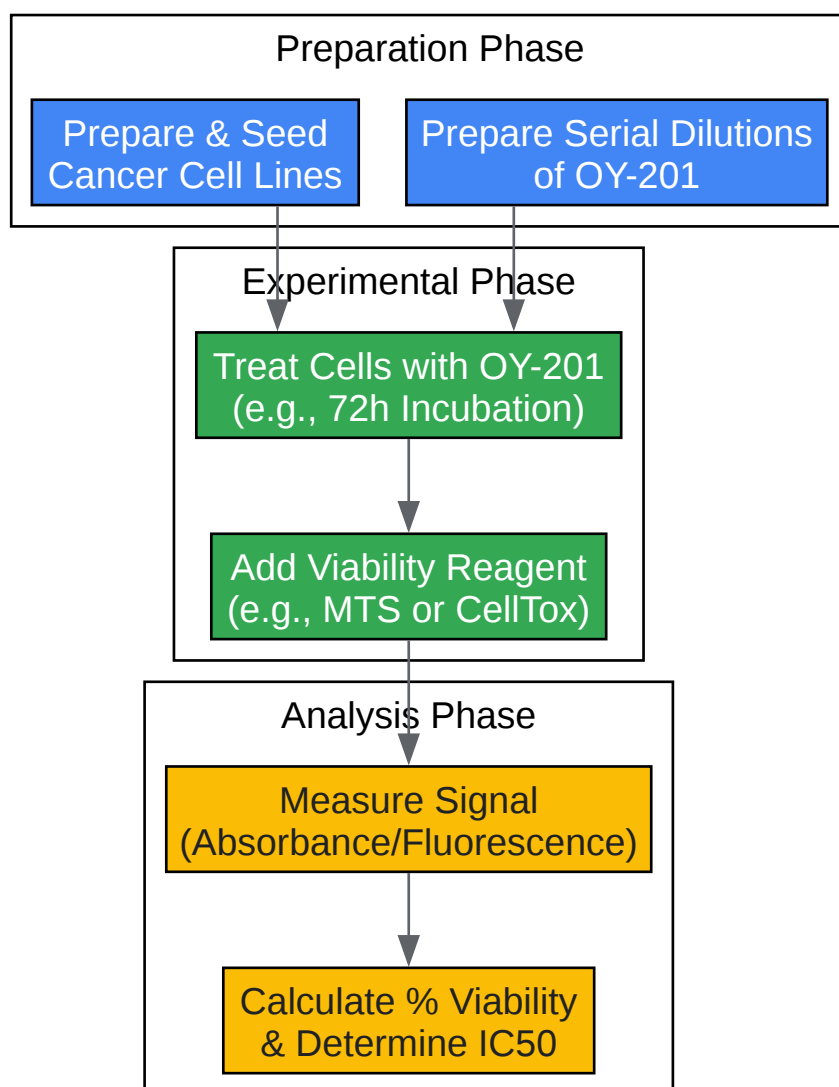 Preparation Phase
Prepare & Seed
Cancer Cell Lines
Prepare Serial Dilutions
of OY-201
Experimental Phase
Treat Cells with OY-201
(e.g., 72h Incubation)
Add Viability Reagent
(e.g., MTS or CellTox)
Analysis Phase
Measure Signal
(Absorbance/Fluorescence)
Calculate % Viability
& Determine IC50